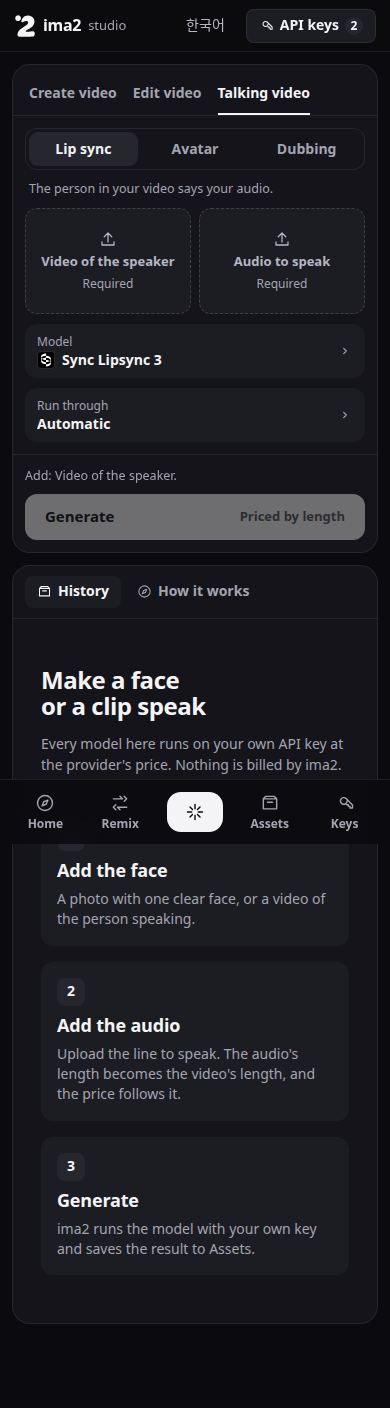 ima2 studio 한국어 API keys 2
Create video Edit video Talking video
Lip sync Avatar Dubbing
The person in your video says your audio.
Video of the speaker
Required
Audio to speak
Required
Model
Sync Lipsync 3
Run through
Automatic
Add: Video of the speaker.
Generate Priced by length
History How it works
Make a face
or a clip speak
Every model here runs on your own API key at
the provider's price. Nothing is billed by ima2.
Home Remix Assets Keys
Add the face
A photo with one clear face, or a video of
the person speaking.
2
Add the audio
Upload the line to speak. The audio's
length becomes the video's length, and
the price follows it.
3
Generate
ima2 runs the model with your own key
and saves the result to Assets.